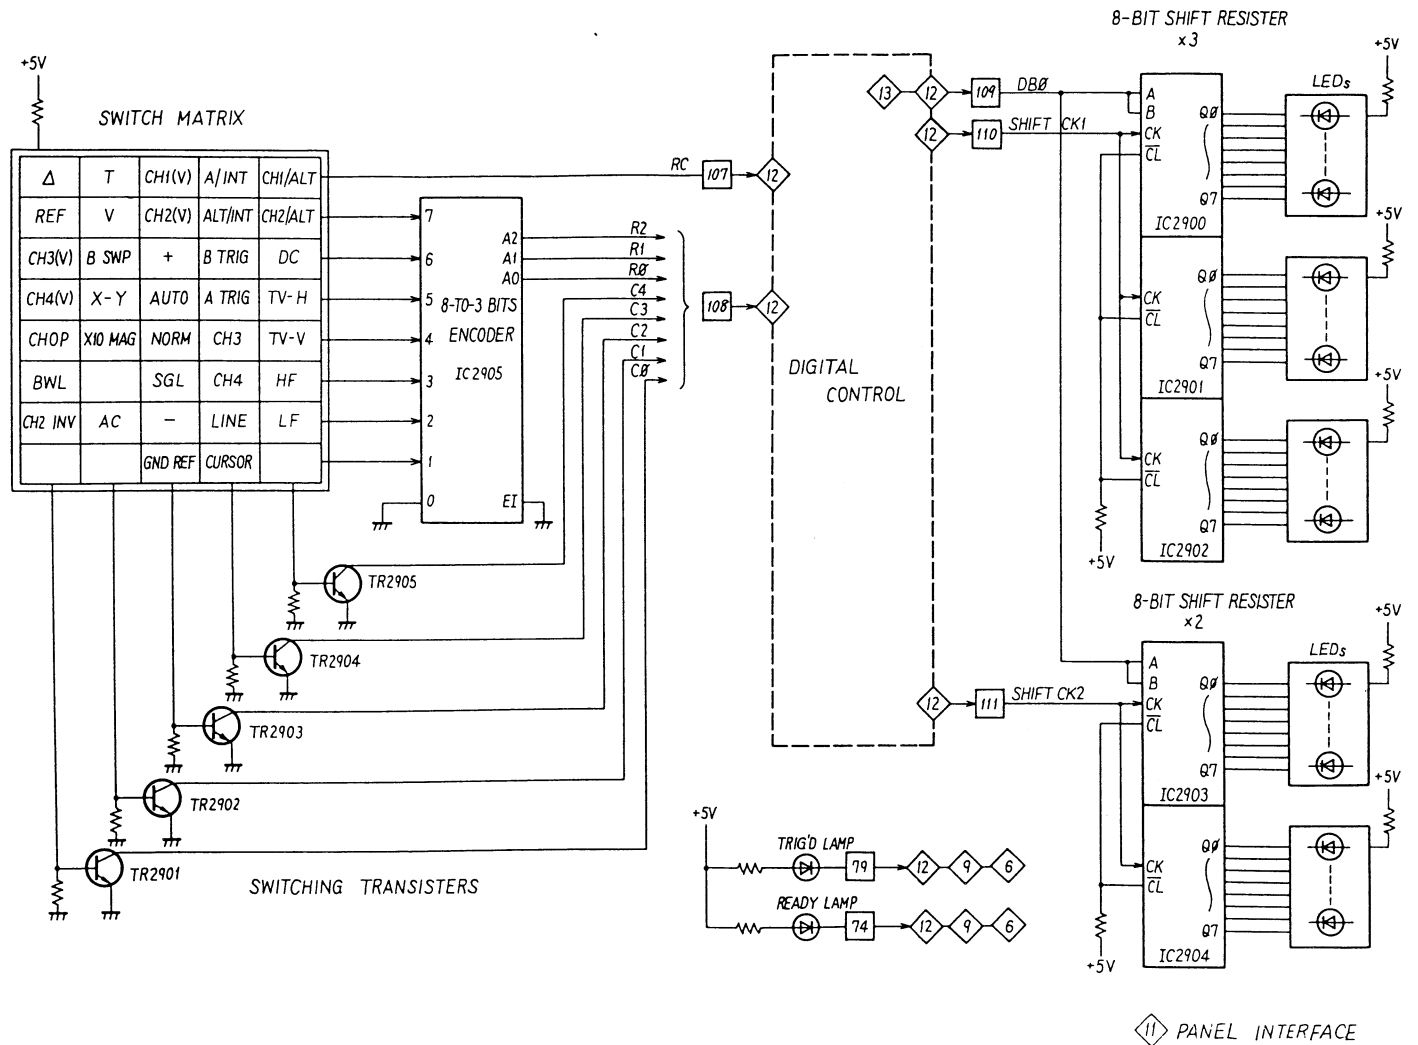 8-BIT SHIFT RESISTER
x3
+5V
+5V
SWITCH MATRIX
Δ T CH1(V) A/INT CH1/ALT
REF V CH2(V) ALT/INT CH2/ALT
CH3(V) B SWP + B TRIG DC
CH4(V) X-Y AUTO A TRIG TV-H
CHOP X10 MAG NORM CH3 TV-V
BWL SGL CH4 HF
CH2 INV AC − LINE LF
GND REF CURSOR
RC 107 12
7
6
5
4
3
2
1
0
A2
A1
A0
EI
8-TO-3 BITS
ENCODER
IC2905
R2
R1
RØ
C4
C3
C2
C1
CØ
108 12
TR2905
TR2904
TR2903
TR2902
TR2901
SWITCHING TRANSISTERS
DIGITAL
CONTROL
13 12 109 DBØ
12 110 SHIFT CK1
12 111 SHIFT CK2
A
B
CK
CL
QØ
Q7
IC2900
LEDs
+5V
CK
CL
QØ
Q7
IC2901
+5V
CK
CL
QØ
Q7
IC2902
+5V
8-BIT SHIFT RESISTER
x2
+5V
A
B
CK
CL
QØ
Q7
IC2903
LEDs
+5V
CK
CL
QØ
Q7
IC2904
+5V
+5V
TRIG'D LAMP
79 12 9 6
READY LAMP
74 12 9 6
11 PANEL INTERFACE